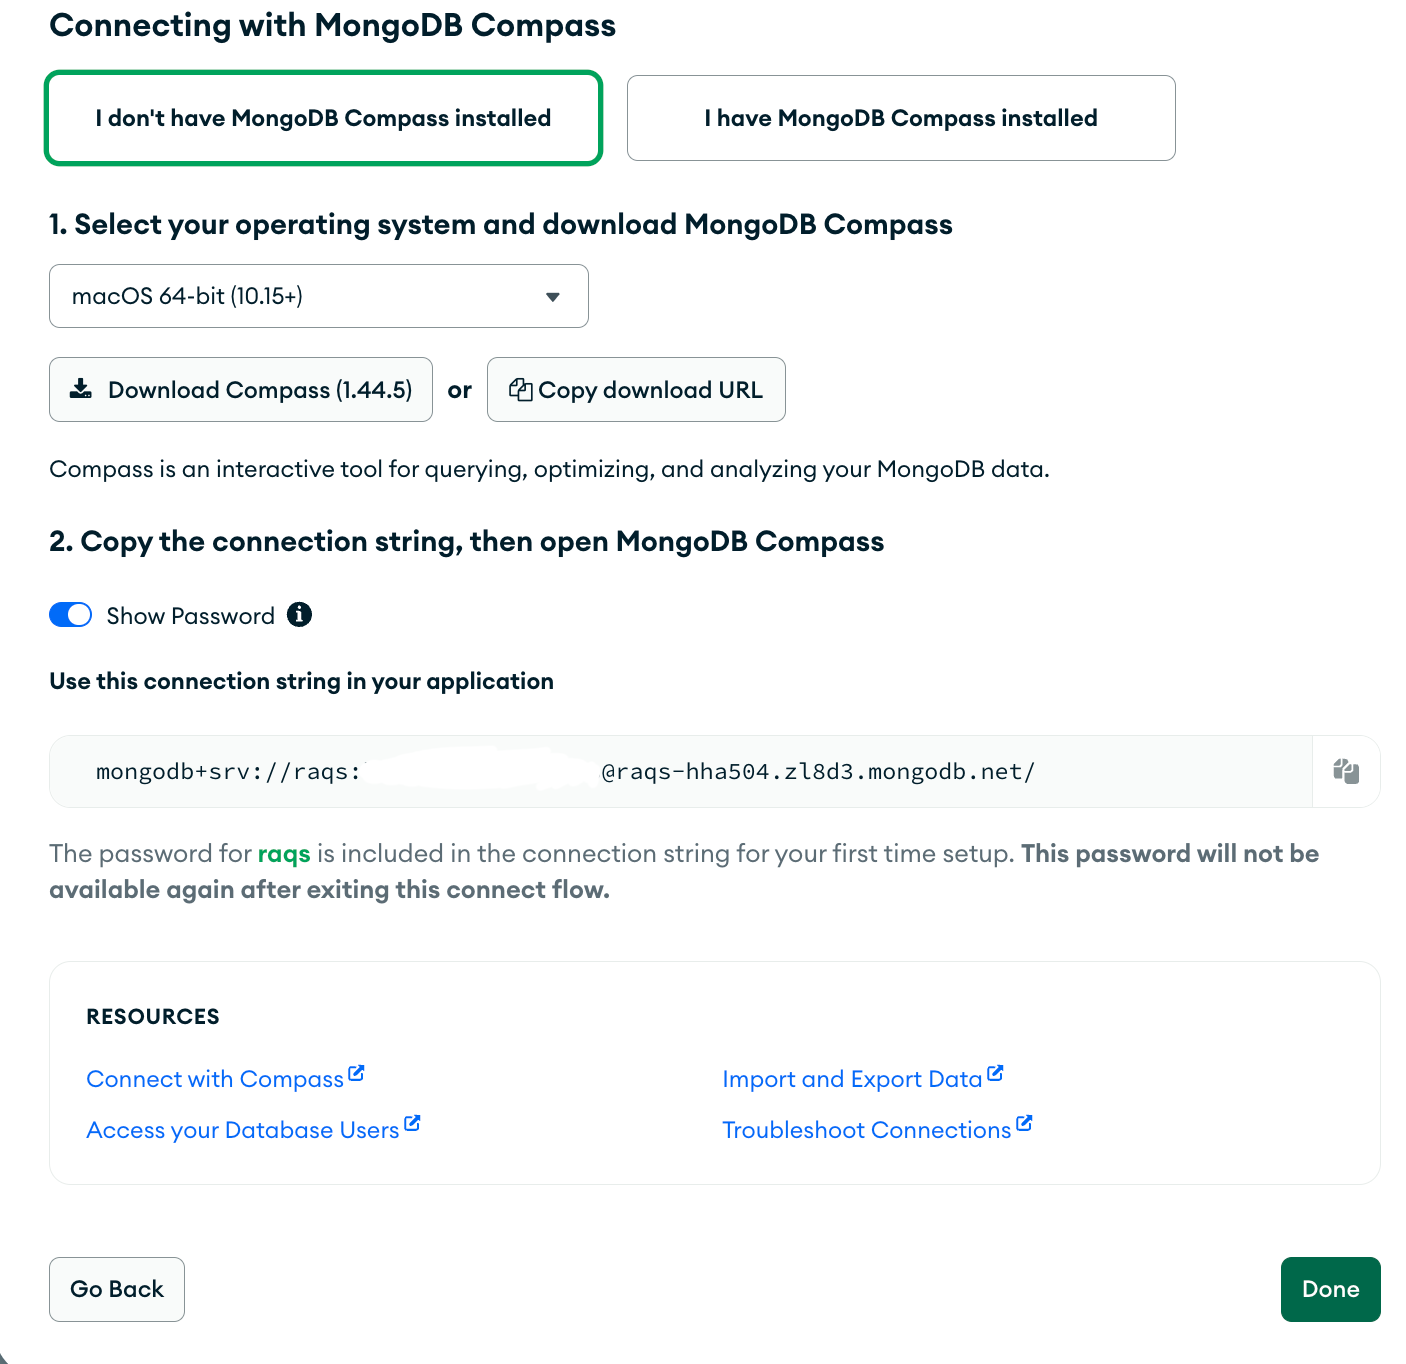 Connecting with MongoDB Compass
I don't have MongoDB Compass installed
I have MongoDB Compass installed
1. Select your operating system and download MongoDB Compass
macOS 64-bit (10.15+)
Download Compass (1.44.5) or Copy download URL
Compass is an interactive tool for querying, optimizing, and analyzing your MongoDB data.
2. Copy the connection string, then open MongoDB Compass
Show Password
Use this connection string in your application
mongodb+srv://raqs: @raqs-hha504.zl8d3.mongodb.net/
The password for raqs is included in the connection string for your first time setup. This password will not be
available again after exiting this connect flow.
RESOURCES
Connect with Compass
Import and Export Data
Access your Database Users
Troubleshoot Connections
Go Back
Done